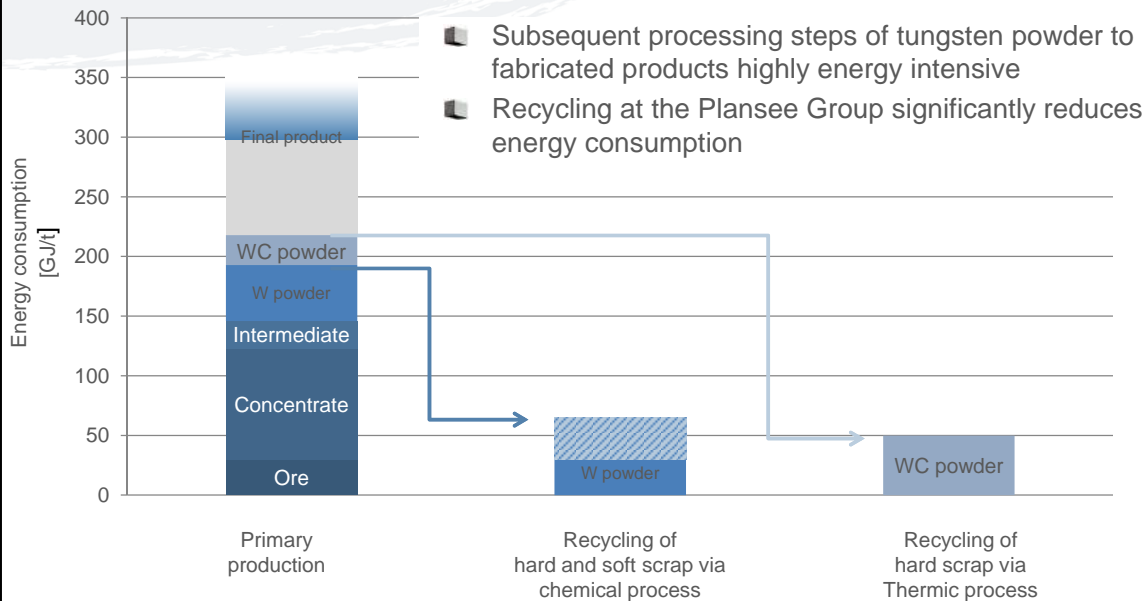 Subsequent processing steps of tungsten powder to
fabricated products highly energy intensive
Recycling at the Plansee Group significantly reduces
energy consumption
Energy consumption
[GJ/t]
400
350
300
250
200
150
100
50
0
Final product
WC powder
W powder
Intermediate
Concentrate
Ore
W powder
WC powder
Primary
production
Recycling of
hard and soft scrap via
chemical process
Recycling of
hard scrap via
Thermic process